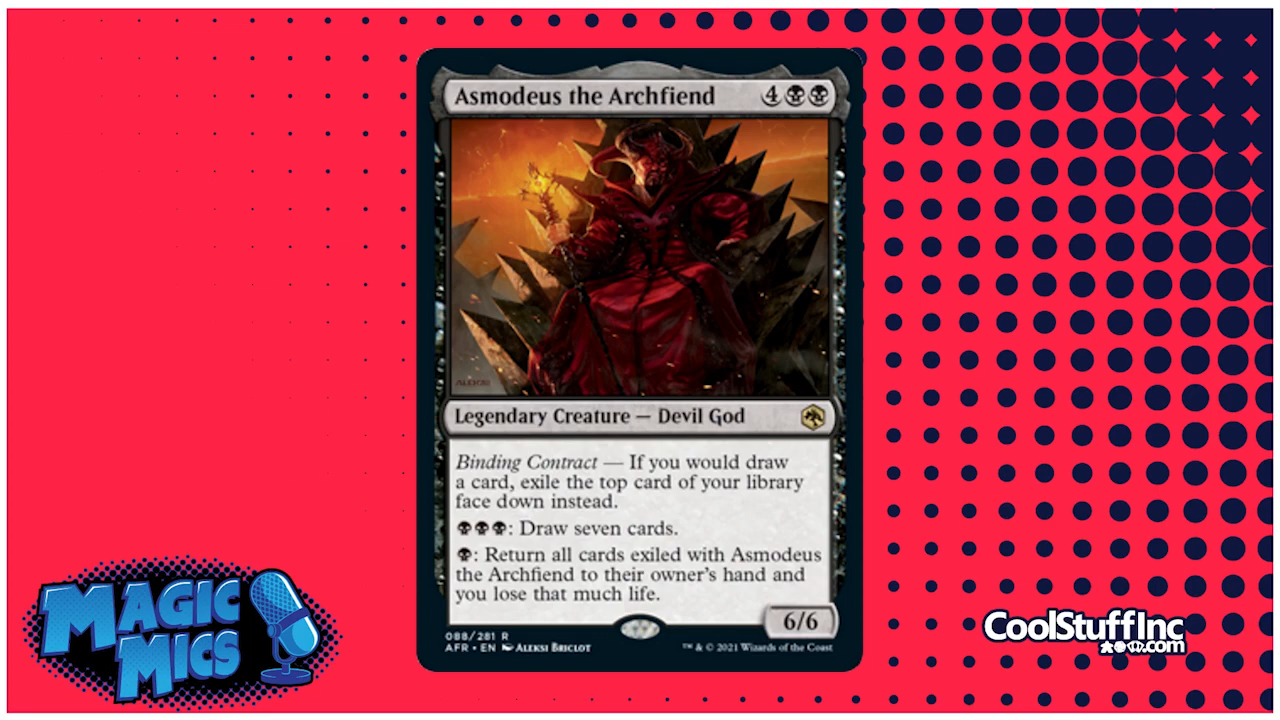 Asmodeus the Archfiend 4
ALEKSI
Legendary Creature — Devil God
Binding Contract — If you would draw
a card, exile the top card of your library
face down instead.
: Draw seven cards.
: Return all cards exiled with Asmodeus
the Archfiend to their owner's hand and
you lose that much life.
6/6
088/281 R
AFR • EN ALEKSI BRICLOT
™ & © 2021 Wizards of the Coast
MAGIC
MICS
CoolStuffInc
.com